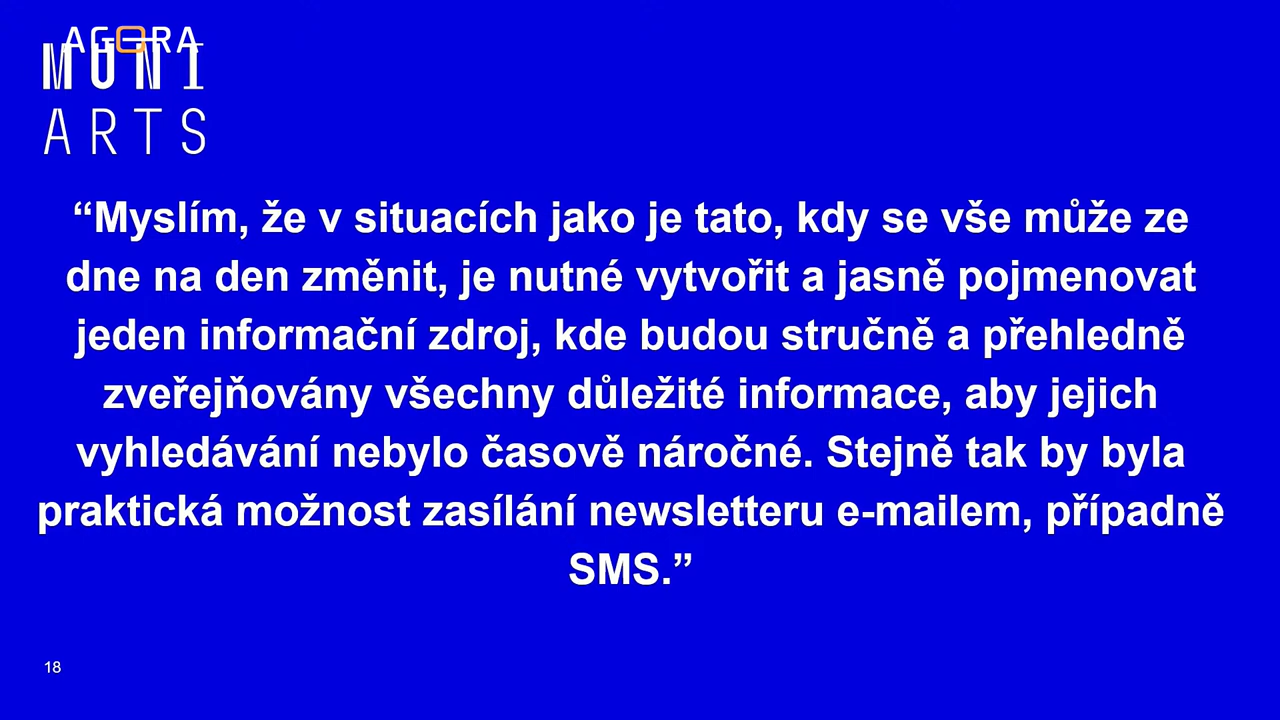 AGORA
MUNI
ARTS
“Myslím, že v situacích jako je tato, kdy se vše může ze
dne na den změnit, je nutné vytvořit a jasně pojmenovat
jeden informační zdroj, kde budou stručně a přehledně
zveřejňovány všechny důležité informace, aby jejich
vyhledávání nebylo časově náročné. Stejně tak by byla
praktická možnost zasílání newsletteru e-mailem, případně
SMS.”
18